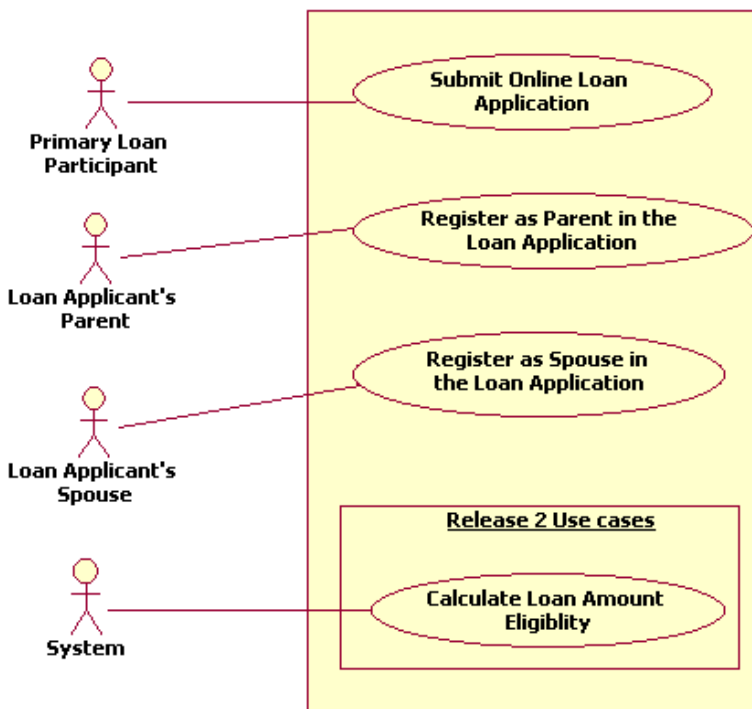 Submit Online Loan
Application
Primary Loan
Participant
Register as Parent in the
Loan Application
Loan Applicant's
Parent
Register as Spouse in
the Loan Application
Loan Applicant's
Spouse
Release 2 Use cases
Calculate Loan Amount
Eligiblity
System